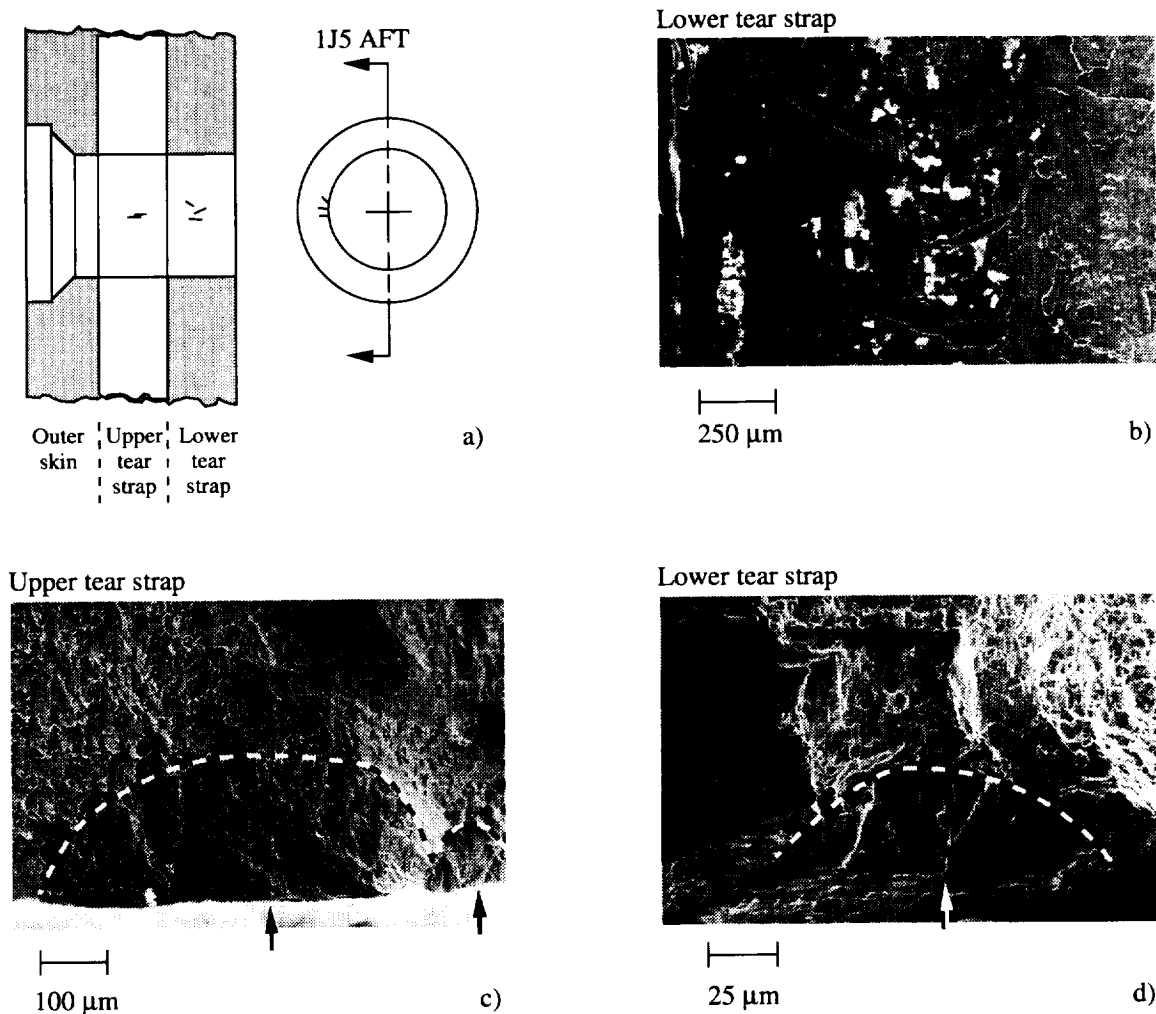 1J5 AFT
Outer
skin
Upper
tear
strap
Lower
tear
strap
a)
Lower tear strap
250 μm
b)
Upper tear strap
100 μm
c)
Lower tear strap
25 μm
d)